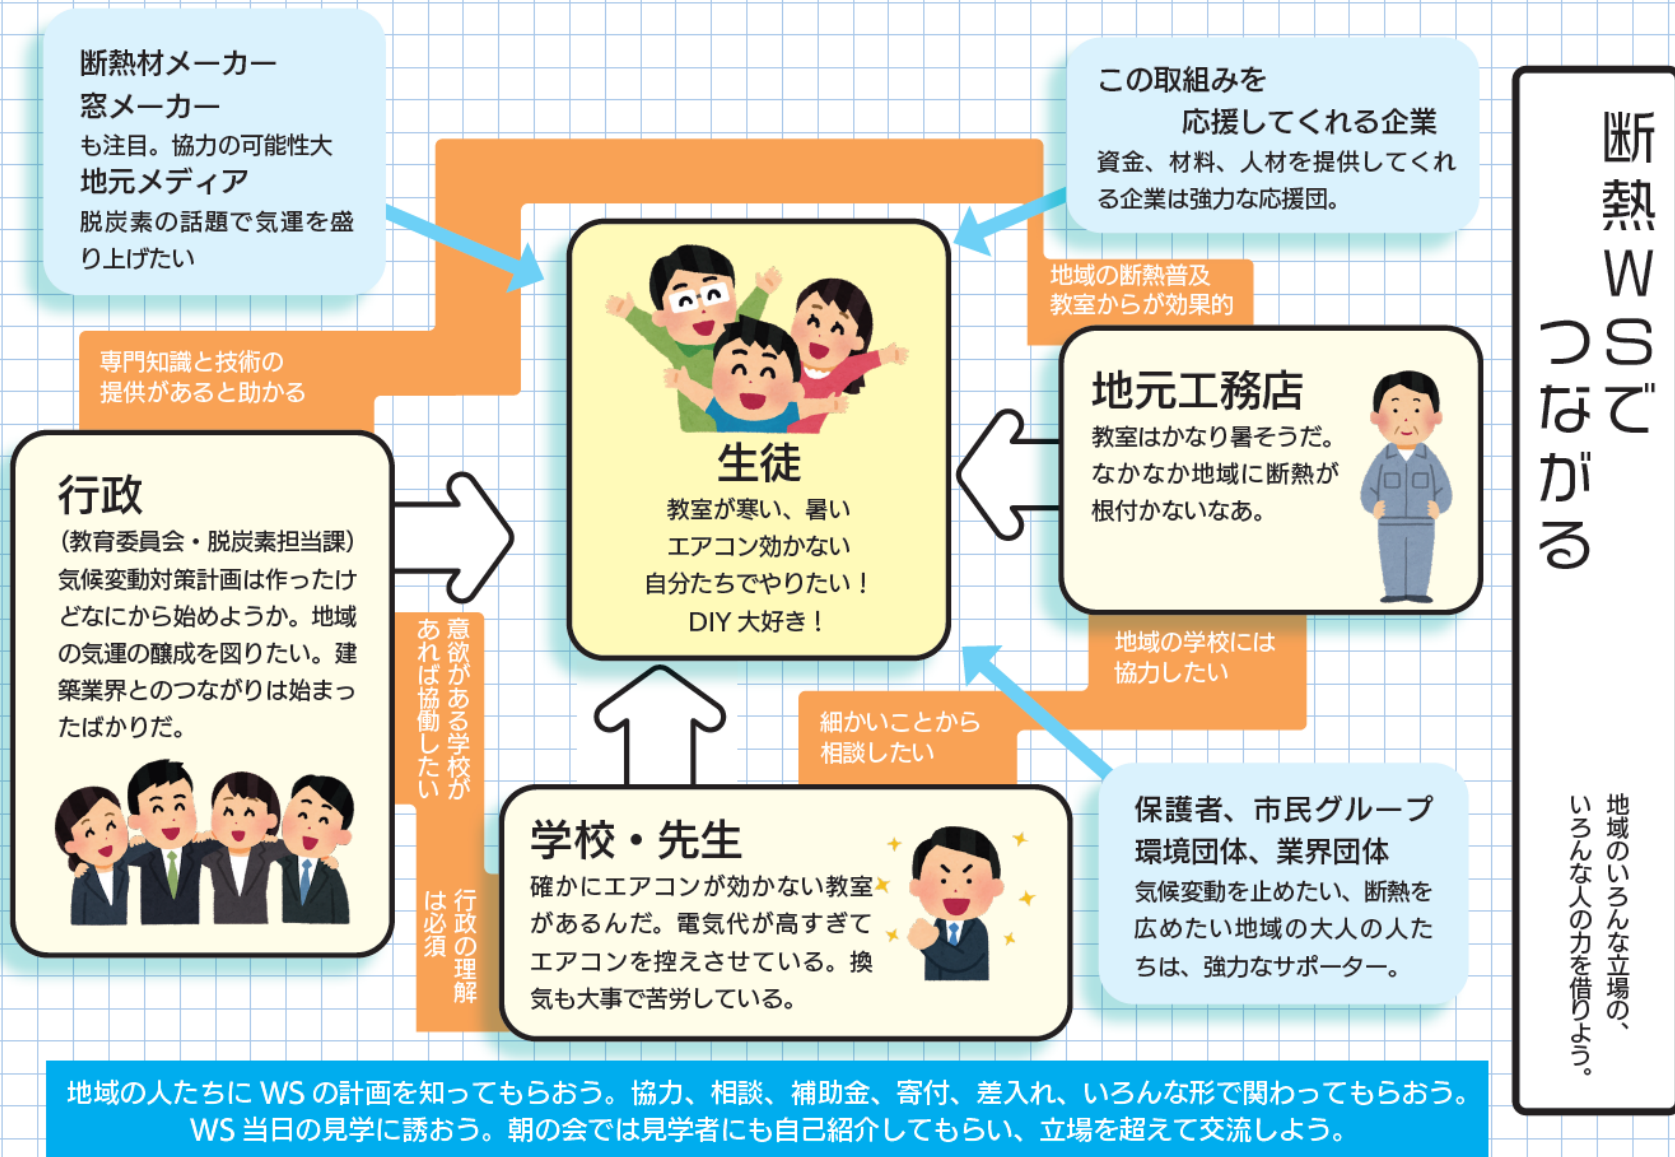 断熱WSで
つながる
地域のいろんな立場の、
いろんな人の力を借りよう。
断熱材メーカー
窓メーカー
も注目。協力の可能性大
地元メディア
脱炭素の話題で気運を盛
り上げたい
この取組みを
応援してくれる企業
資金、材料、人材を提供してくれ
る企業は強力な応援団。
地域の断熱普及
教室からが効果的
専門知識と技術の
提供があると助かる
生徒
教室が寒い、暑い
エアコン効かない
自分たちでやりたい！
DIY 大好き！
地元工務店
教室はかなり暑そうだ。
なかなか地域に断熱が
根付かないなあ。
行政
（教育委員会・脱炭素担当課）
気候変動対策計画は作ったけ
どなにから始めようか。地域
の気運の醸成を図りたい。建
築業界とのつながりは始まっ
たばかりだ。
意欲がある学校が
あれば協働したい
行政の理解
は必須
地域の学校には
協力したい
細かいことから
相談したい
学校・先生
確かにエアコンが効かない教室
があるんだ。電気代が高すぎて
エアコンを控えさせている。換
気も大事で苦労している。
保護者、市民グループ
環境団体、業界団体
気候変動を止めたい、断熱を
広めたい地域の大人の人た
ちは、強力なサポーター。
地域の人たちに WS の計画を知ってもらおう。協力、相談、補助金、寄付、差入れ、いろんな形で関わってもらおう。
WS 当日の見学に誘おう。朝の会では見学者にも自己紹介してもらい、立場を超えて交流しよう。